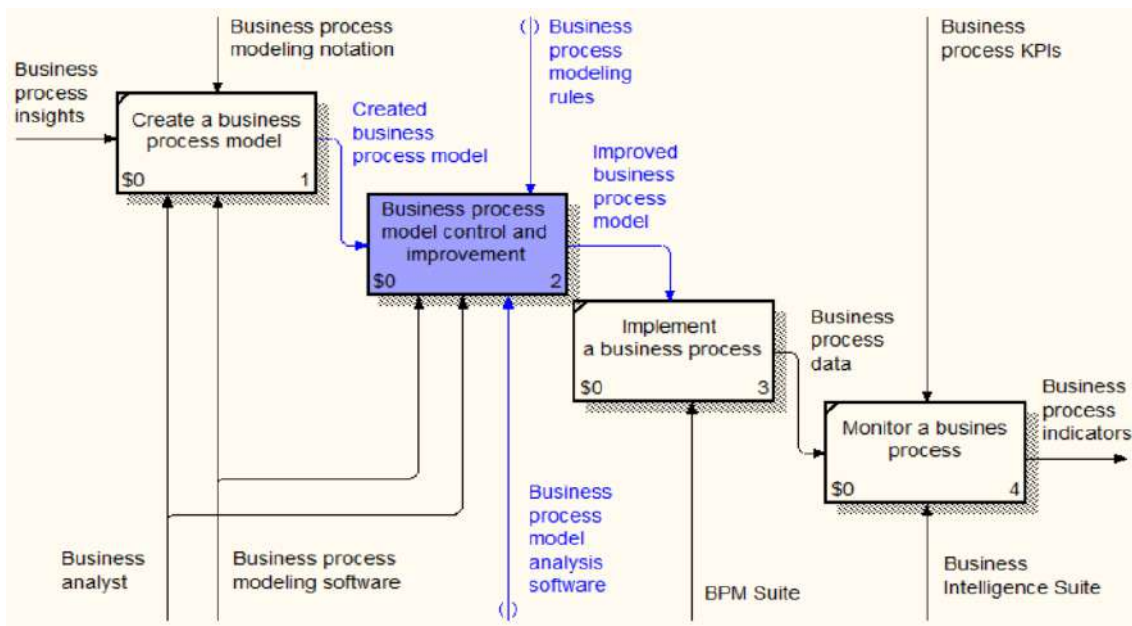 Business process
modeling notation
() Business
process
modeling
rules
Business
process KPIs
Business
process
insights
Create a business
process model
$0 1
Created
business
process model
Improved
business
process
model
Business process
model control and
improvement
$0 2
Implement
a business process
$0 3
Business
process
data
Business
process
indicators
Monitor a busines
process
$0 4
Business
analyst
Business process
modeling software
Business
process
model
analysis
software
()
BPM Suite
Business
Intelligence Suite